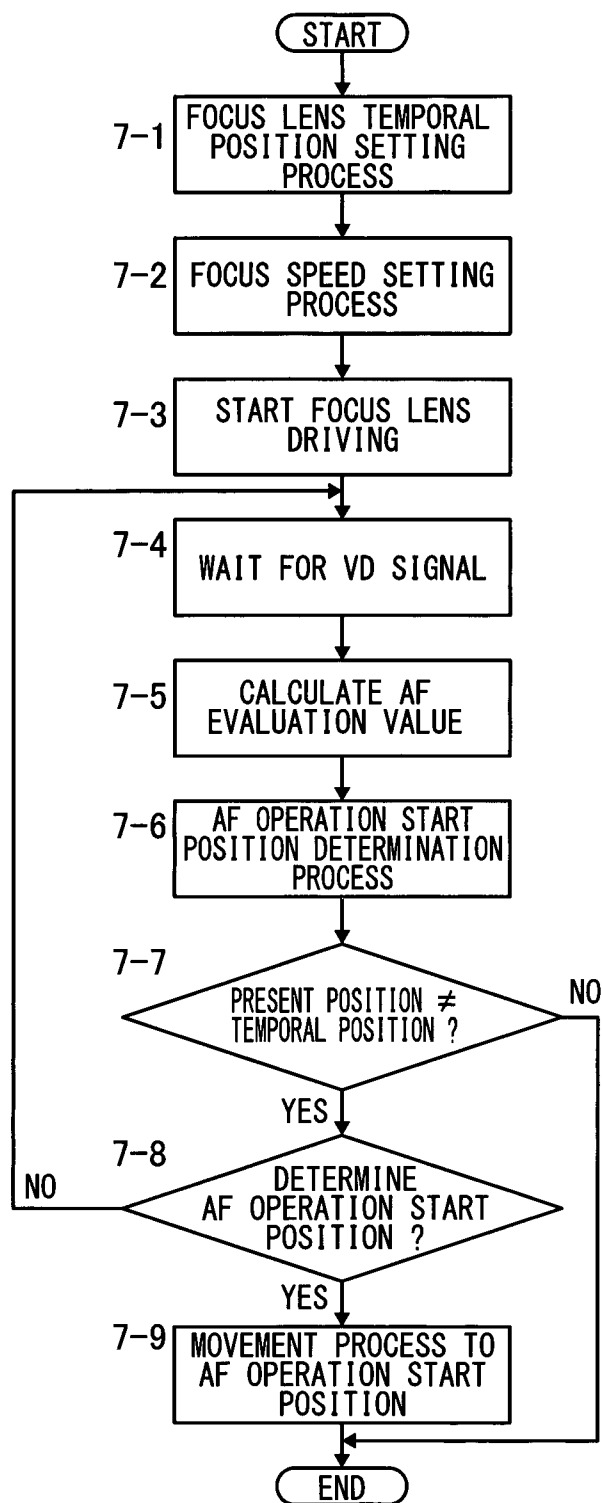 START
7-1
FOCUS LENS TEMPORAL
POSITION SETTING
PROCESS
7-2
FOCUS SPEED SETTING
PROCESS
7-3
START FOCUS LENS
DRIVING
7-4
WAIT FOR VD SIGNAL
7-5
CALCULATE AF
EVALUATION VALUE
7-6
AF OPERATION START
POSITION DETERMINATION
PROCESS
7-7
PRESENT POSITION ≠
TEMPORAL POSITION ?
NO
YES
7-8
DETERMINE
AF OPERATION START
POSITION ?
NO
YES
7-9
MOVEMENT PROCESS TO
AF OPERATION START
POSITION
END